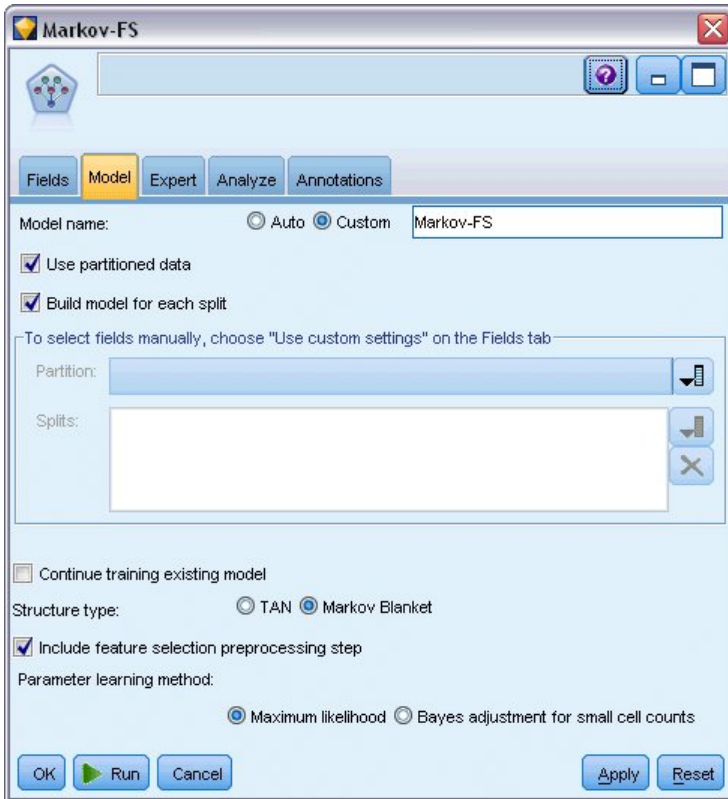 Markov-FS
Fields Model Expert Analyze Annotations
Model name: Auto Custom Markov-FS
Use partitioned data
Build model for each split
To select fields manually, choose "Use custom settings" on the Fields tab
Partition:
Splits:
Continue training existing model
Structure type: TAN Markov Blanket
Include feature selection preprocessing step
Parameter learning method:
Maximum likelihood Bayes adjustment for small cell counts
OK Run Cancel Apply Reset